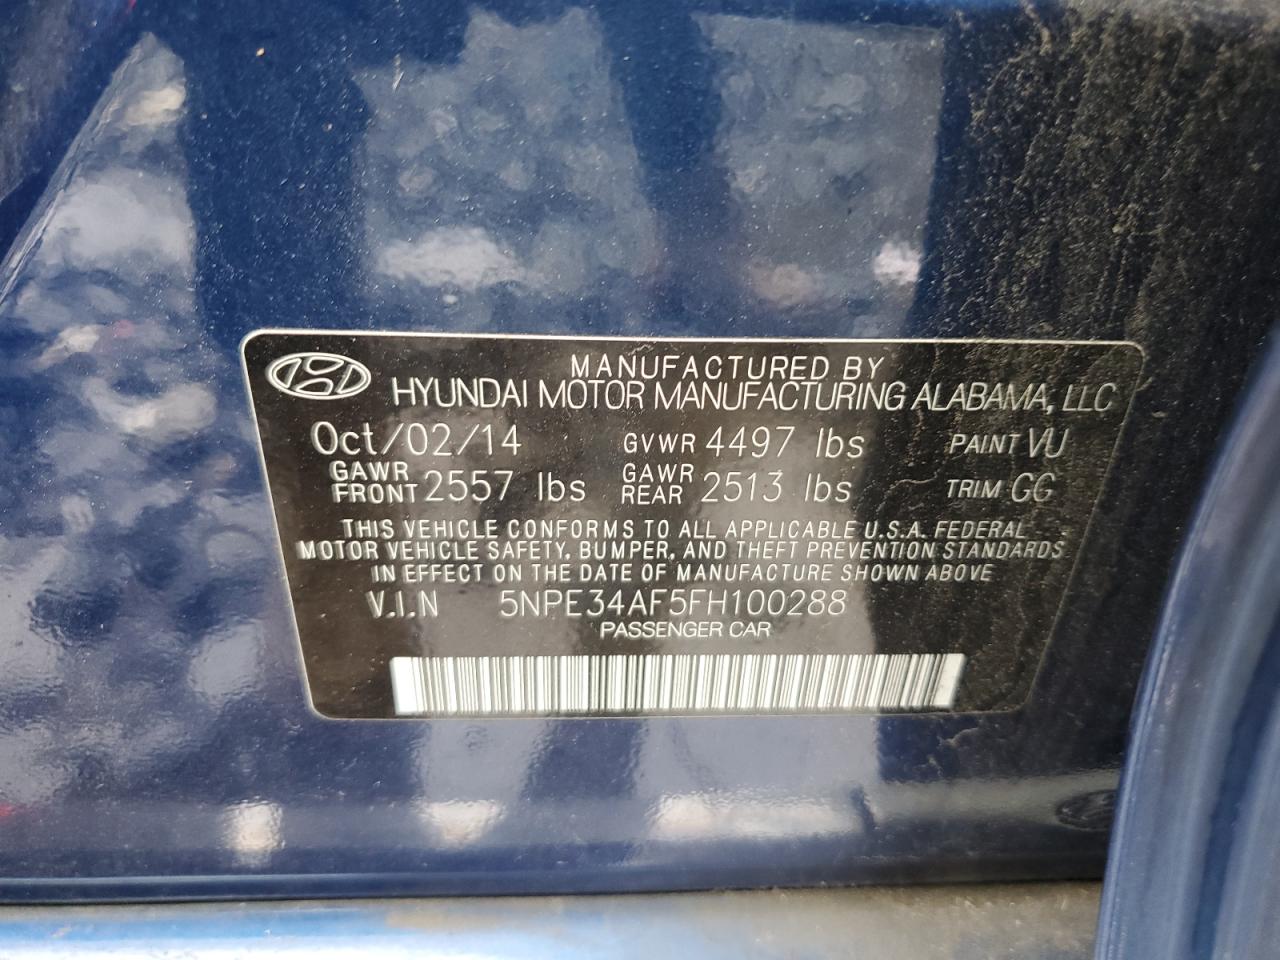 MANUFACTURED BY
HYUNDAI MOTOR MANUFACTURING ALABAMA, LLC
Oct/02/14 GVWR 4497 lbs PAINT VU
GAWR FRONT 2557 lbs GAWR REAR 2513 lbs TRIM GG
THIS VEHICLE CONFORMS TO ALL APPLICABLE U.S.A. FEDERAL
MOTOR VEHICLE SAFETY, BUMPER, AND THEFT PREVENTION STANDARDS
IN EFFECT ON THE DATE OF MANUFACTURE SHOWN ABOVE
V.I.N 5NPE34AF5FH100288
PASSENGER CAR